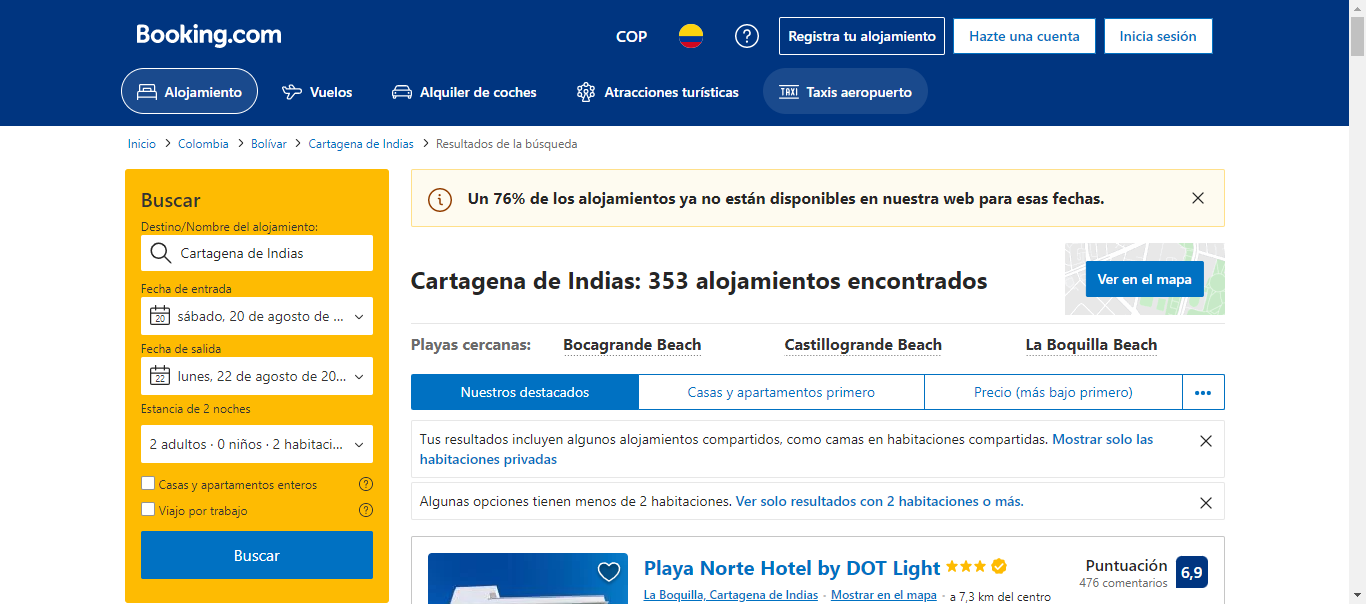 Booking.com
COP
Registra tu alojamiento
Hazte una cuenta
Inicia sesión
Alojamiento
Vuelos
Alquiler de coches
Atracciones turísticas
TAXI
Taxis aeropuerto
Inicio
Colombia
Bolívar
Cartagena de Indias
Resultados de la búsqueda
Buscar
Destino/Nombre del alojamiento:
Cartagena de Indias
Fecha de entrada
20
sábado, 20 de agosto de ...
Fecha de salida
22
lunes, 22 de agosto de 20...
Estancia de 2 noches
2 adultos · 0 niños · 2 habitaci...
Casas y apartamentos enteros
Viajo por trabajo
Buscar
Un 76% de los alojamientos ya no están disponibles en nuestra web para esas fechas.
Cartagena de Indias: 353 alojamientos encontrados
Ver en el mapa
Playas cercanas:
Bocagrande Beach
Castillogrande Beach
La Boquilla Beach
Nuestros destacados
Casas y apartamentos primero
Precio (más bajo primero)
Tus resultados incluyen algunos alojamientos compartidos, como camas en habitaciones compartidas. Mostrar solo las
habitaciones privadas
Algunas opciones tienen menos de 2 habitaciones. Ver solo resultados con 2 habitaciones o más.
Playa Norte Hotel by DOT Light
Puntuación
476 comentarios
6,9
La Boquilla, Cartagena de Indias · Mostrar en el mapa · a 7,3 km del centro